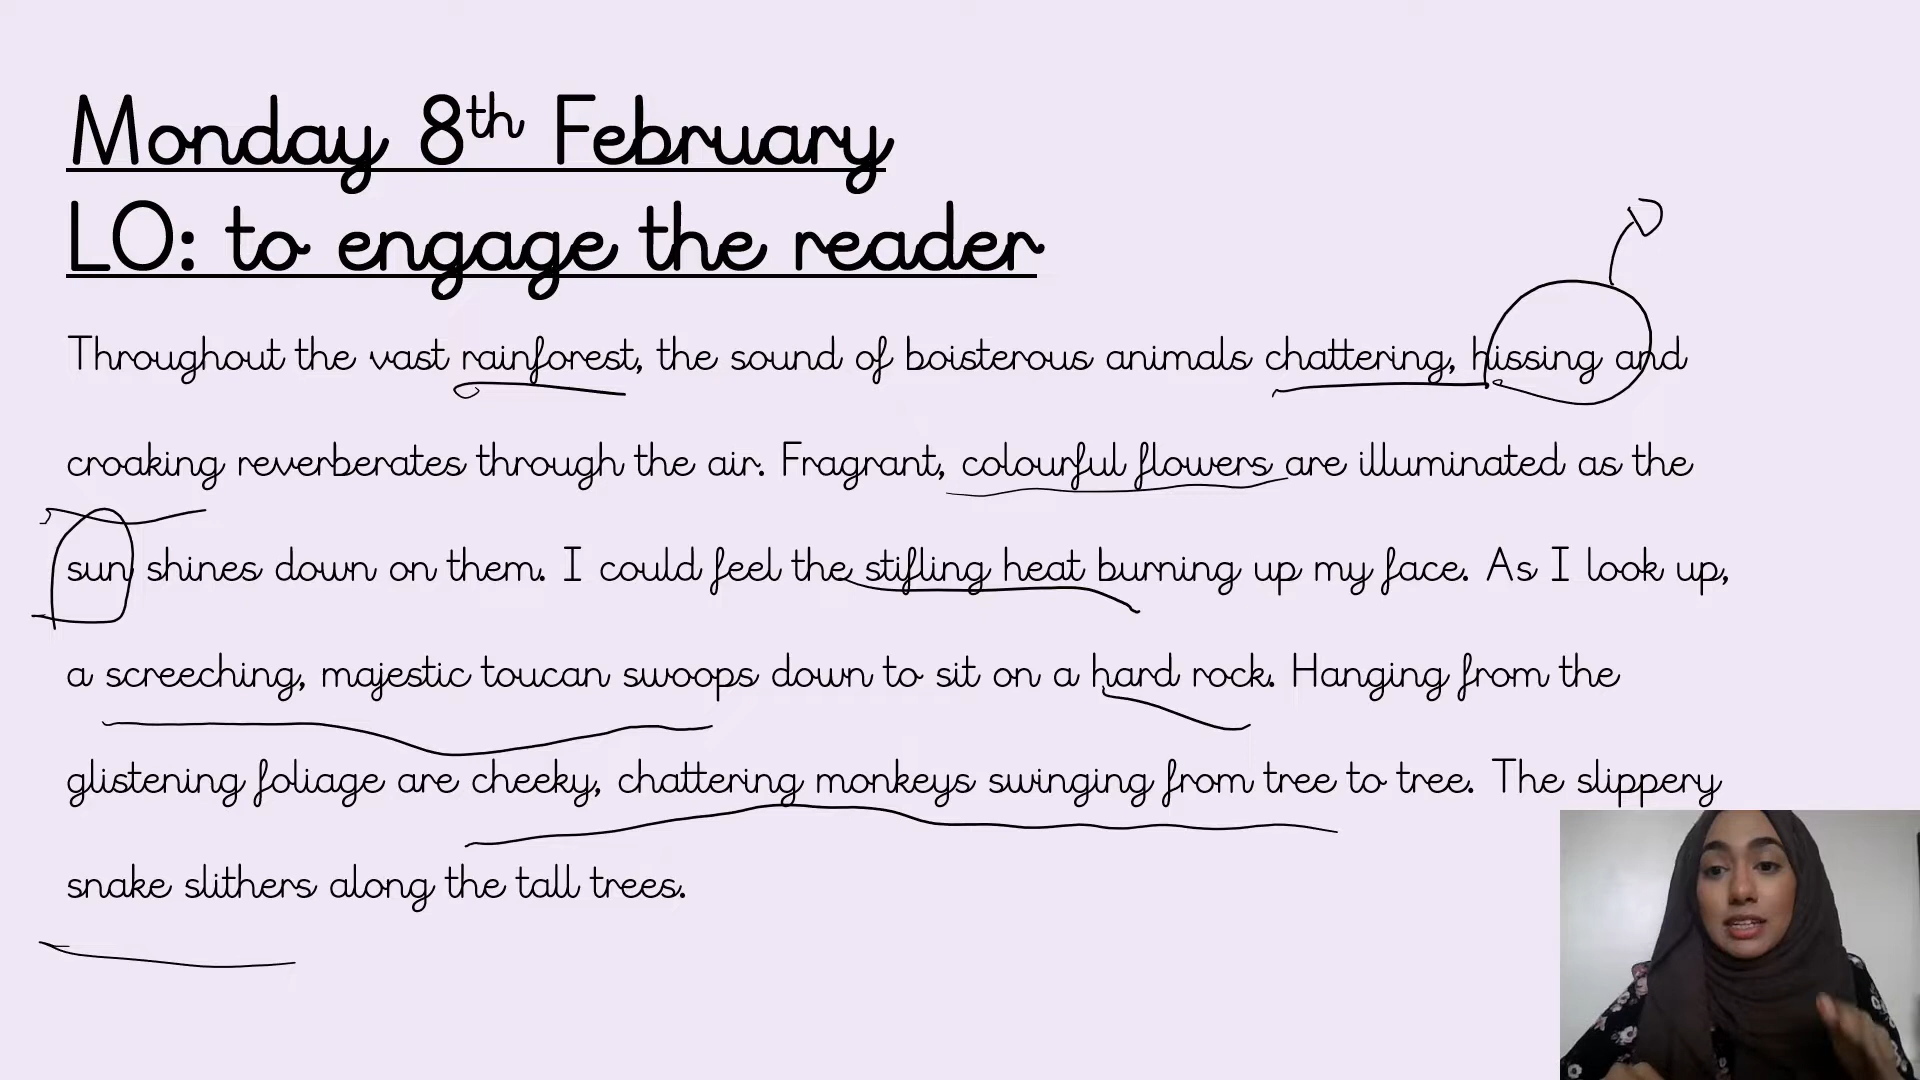 Monday 8th February
LO: to engage the reader
Throughout the vast rainforest, the sound of boisterous animals chattering, hissing and
croaking reverberates through the air. Fragrant, colourful flowers are illuminated as the
sun shines down on them. I could feel the stifling heat burning up my face. As I look up,
a screeching, majestic toucan swoops down to sit on a hard rock. Hanging from the
glistening foliage are cheeky, chattering monkeys swinging from tree to tree. The slippery
snake slithers along the tall trees.